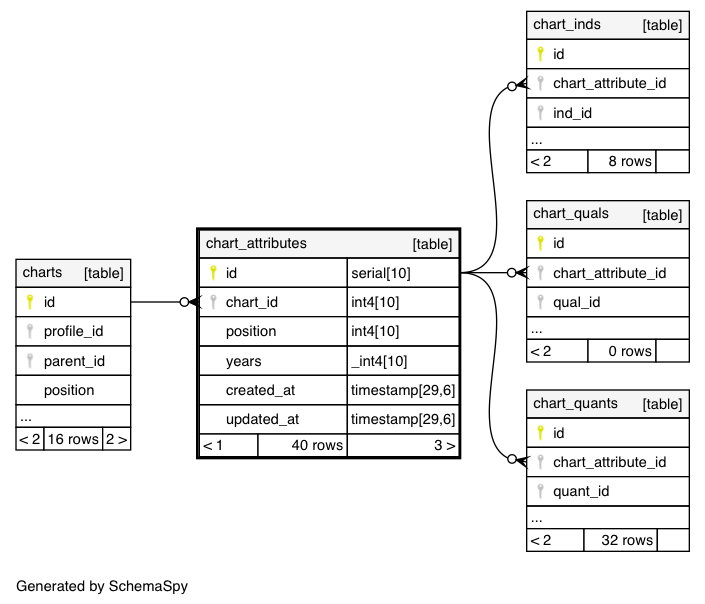 charts [table]
id
profile_id
parent_id
position
...
< 2 16 rows 2 >
chart_attributes [table]
id serial[10]
chart_id int4[10]
position int4[10]
years _int4[10]
created_at timestamp[29,6]
updated_at timestamp[29,6]
< 1 40 rows 3 >
chart_inds [table]
id
chart_attribute_id
ind_id
...
< 2 8 rows
chart_quals [table]
id
chart_attribute_id
qual_id
...
< 2 0 rows
chart_quants [table]
id
chart_attribute_id
quant_id
...
< 2 32 rows
Generated by SchemaSpy